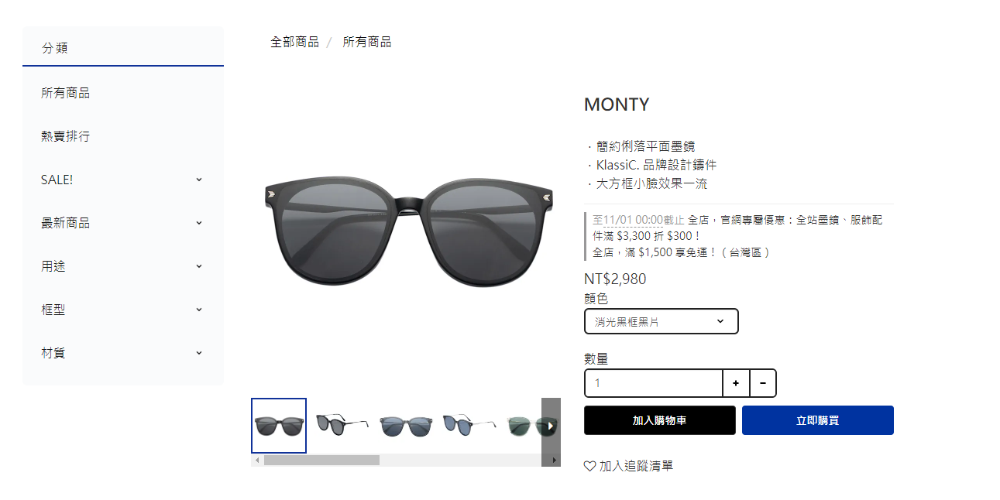 分類
所有商品
熱賣排行
SALE!
最新商品
用途
框型
材質
全部商品 / 所有商品
MONTY
．簡約俐落平面墨鏡
．KlassiC. 品牌設計鑄件
．大方框小臉效果一流
至11/01 00:00截止 全店，官網專屬優惠：全站墨鏡、服飾配
件滿 $3,300 折 $300！
全店，滿 $1,500 享免運！（台灣區）
NT$2,980
顏色
消光黑框黑片
數量
1
+ -
加入購物車
立即購買
加入追蹤清單